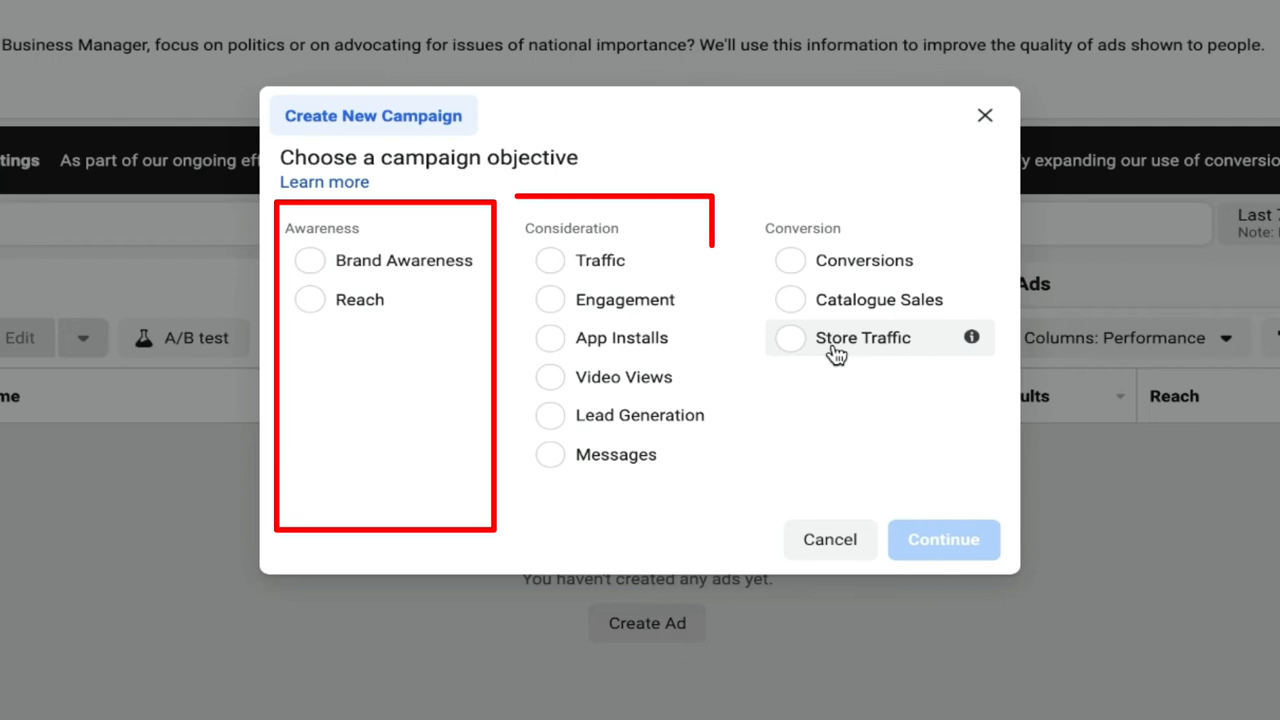 Business Manager, focus on politics or on advocating for issues of national importance? We'll use this information to improve the quality of ads shown to people.
Create New Campaign
Choose a campaign objective
Learn more
tings As part of our ongoing
y expanding our use of
Awareness
Brand Awareness
Reach
Consideration
Traffic
Engagement
App Installs
Video Views
Lead Generation
Messages
Conversion
Conversions
Catalogue Sales
Store Traffic
Cancel
Continue
Last 7
Note:
Ads
Edit
A/B test
Columns: Performance
me
ults
Reach
You haven't created any ads yet.
Create Ad